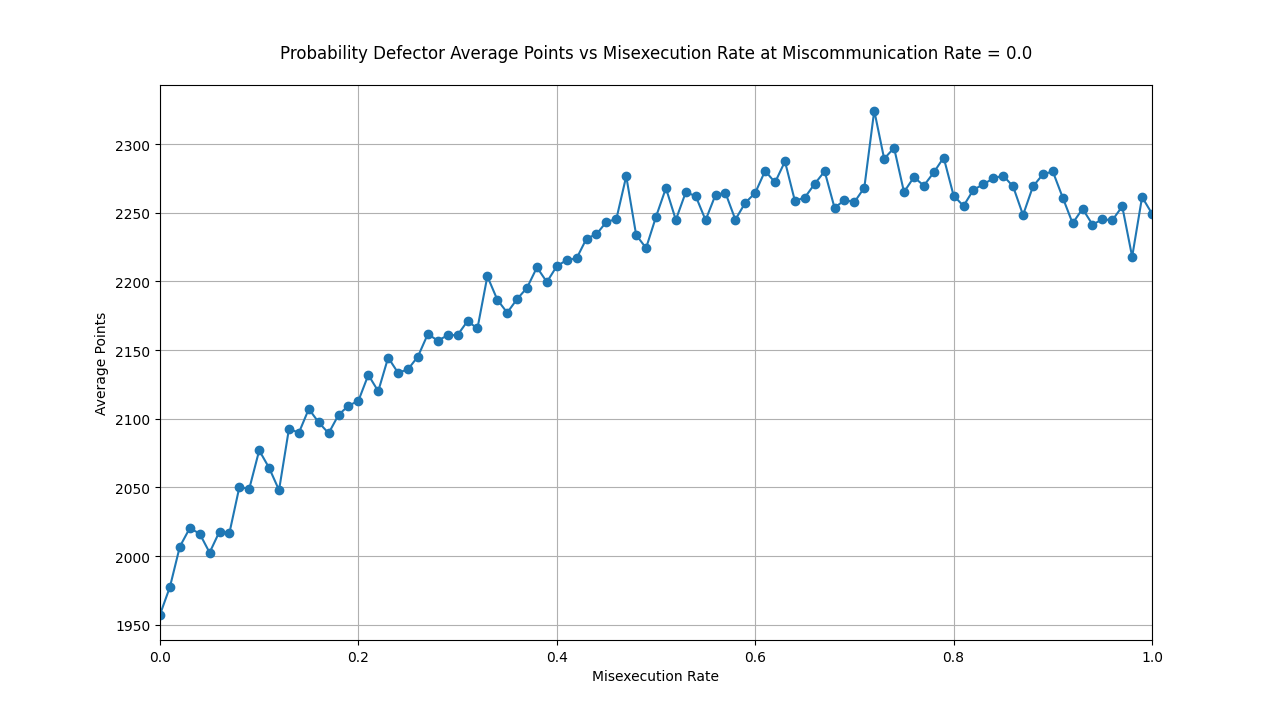 Probability Defector Average Points vs Misexecution Rate at Miscommunication Rate = 0.0
Average Points
2300
2250
2200
2150
2100
2050
2000
1950
0.0 0.2 0.4 0.6 0.8 1.0
Misexecution Rate